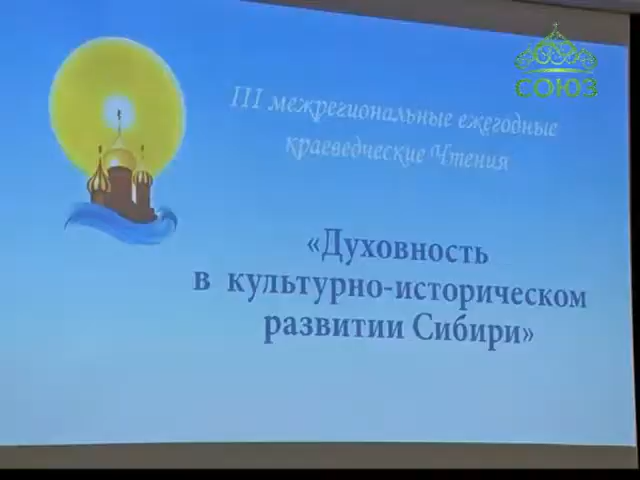 СОЮЗ
III межрегиональные ежегодные
краеведческие Чтения
«Духовность
в культурно-историческом
развитии Сибири»